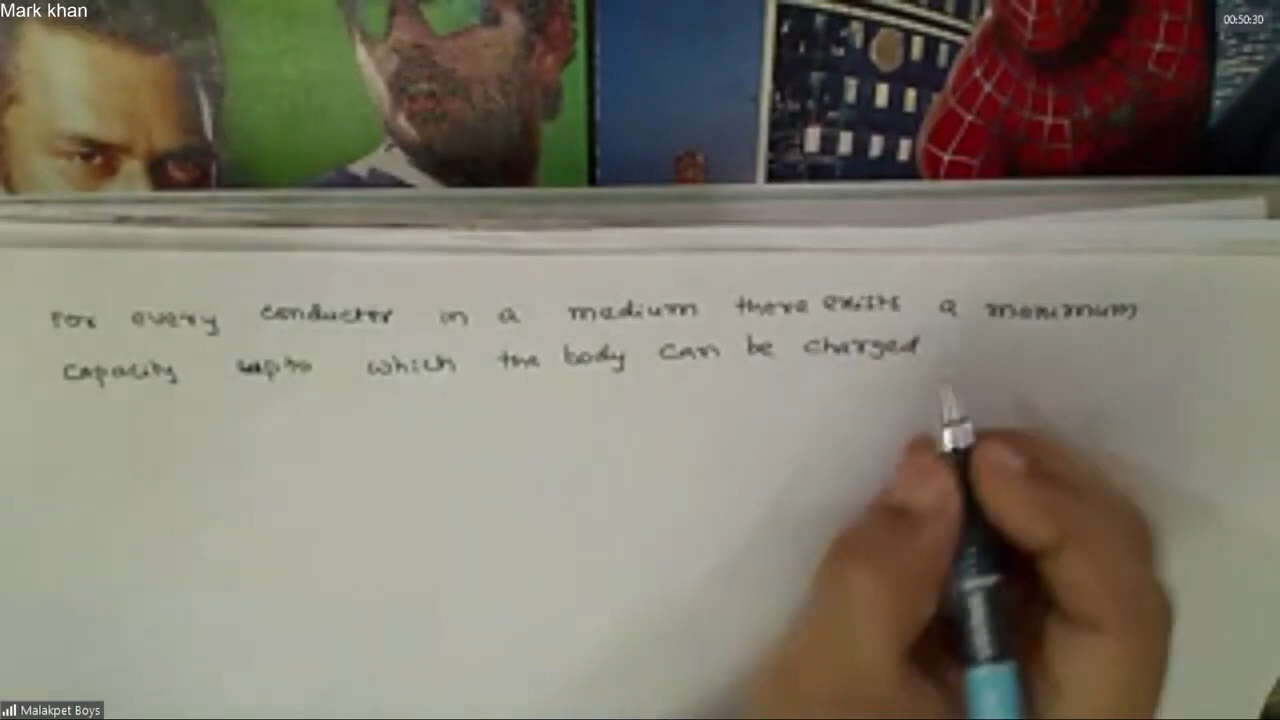 Mark khan
00:50:30
For every conductor in a medium there exists a maximum
capacity upto which the body can be charged
Malakpet Boys